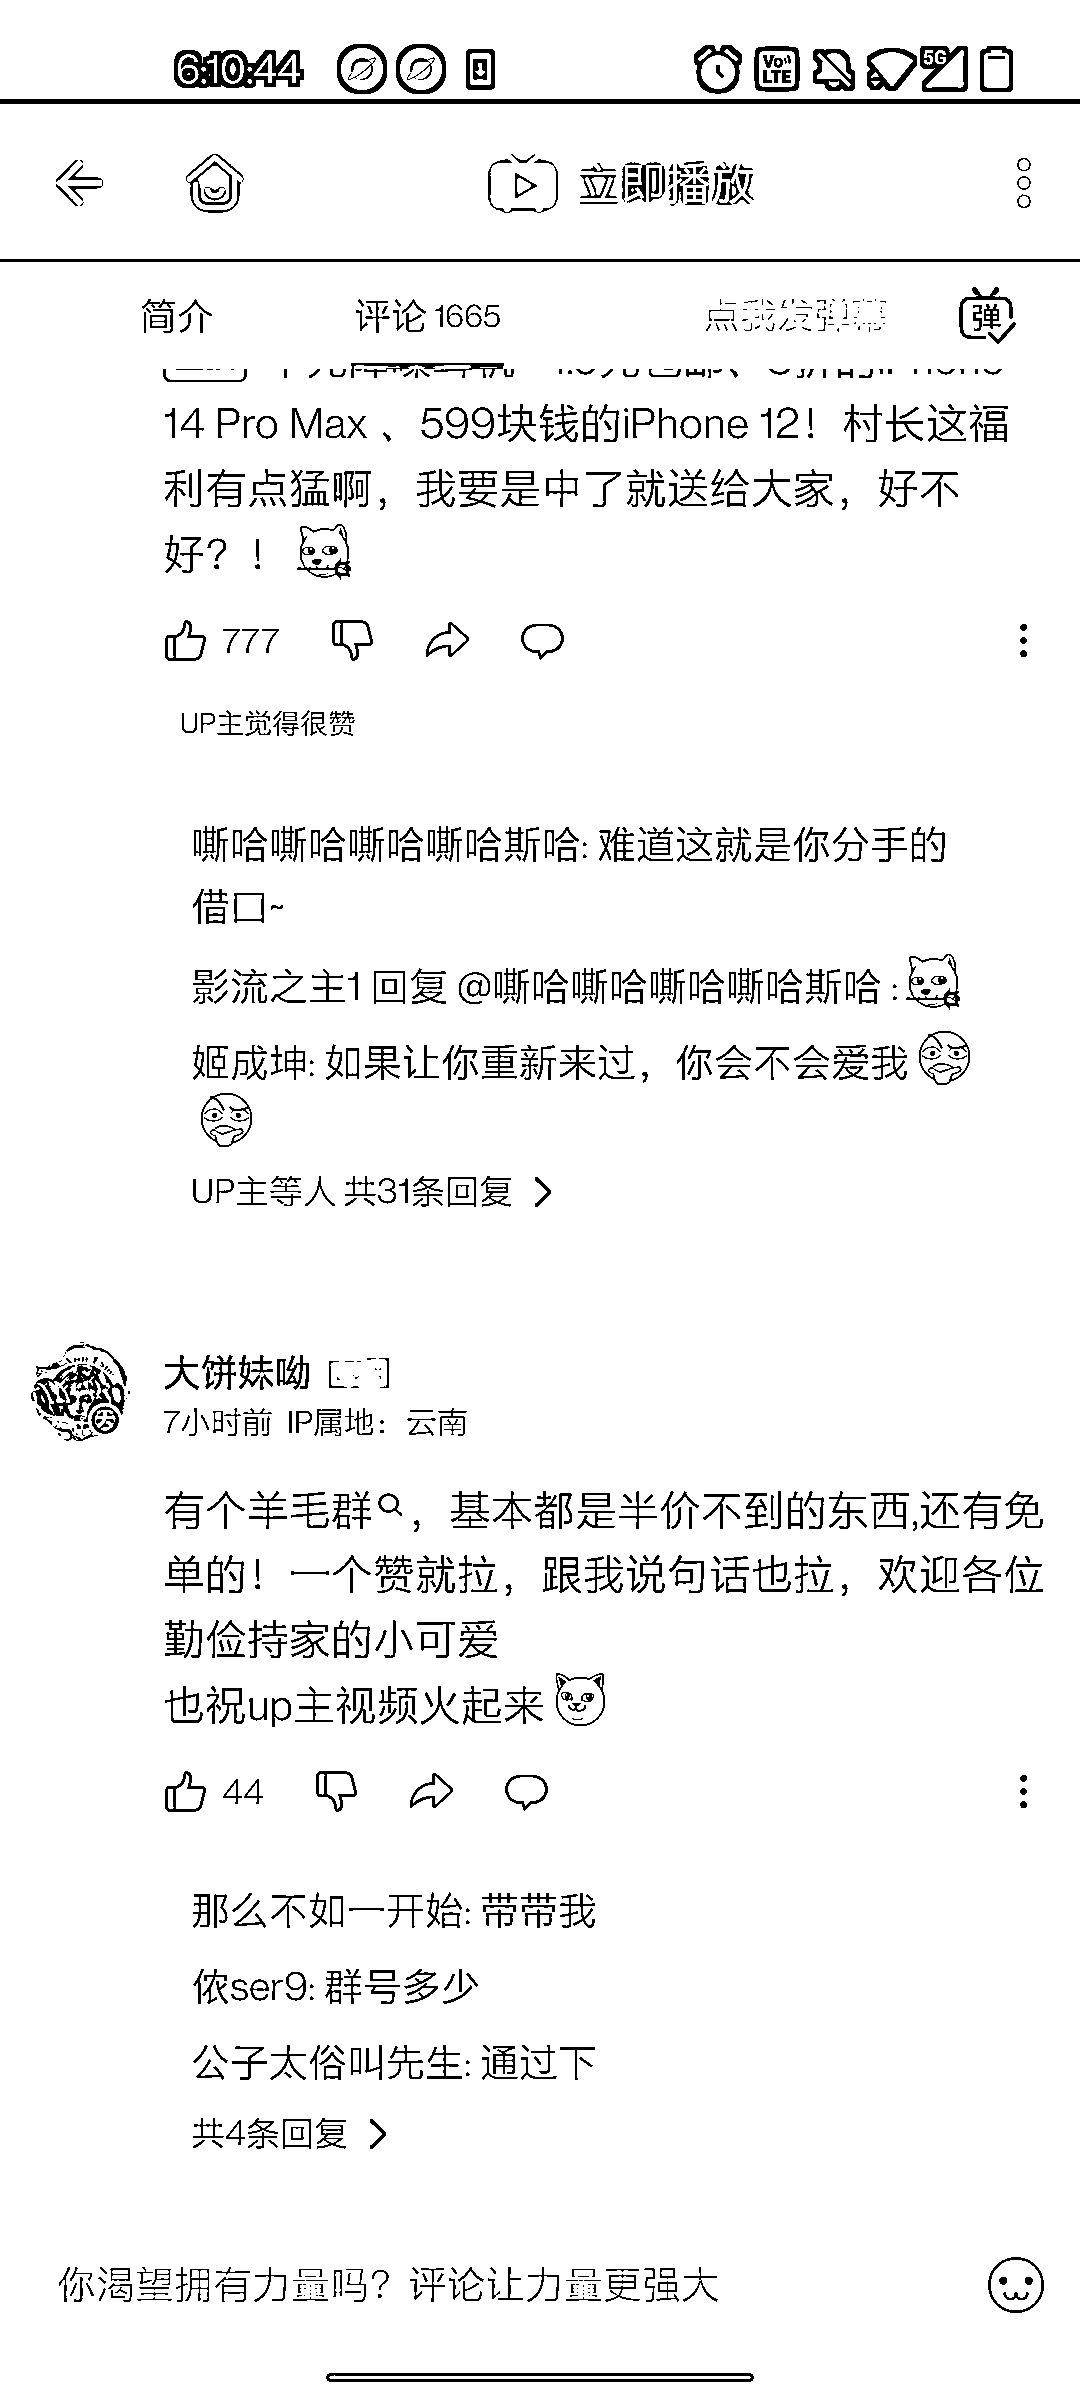 6:10:44
Vo LTE 5G
立即播放
简介 评论 1665 点我发弹幕 弹
14 Pro Max 、599块钱的iPhone 12！村长这福
利有点猛啊，我要是中了就送给大家，好不
好？！
777
UP主觉得很赞
嘶哈嘶哈嘶哈嘶哈斯哈: 难道这就是你分手的
借口~
影流之主1 回复 @嘶哈嘶哈嘶哈嘶哈斯哈 :
姬成坤: 如果让你重新来过，你会不会爱我
UP主等人 共31条回复
大饼妹呦
7小时前 IP属地：云南
有个羊毛群，基本都是半价不到的东西,还有免
单的！一个赞就拉，跟我说句话也拉，欢迎各位
勤俭持家的小可爱
也祝up主视频火起来
44
那么不如一开始: 带带我
侬ser9: 群号多少
公子太俗叫先生: 通过下
共4条回复
你渴望拥有力量吗？评论让力量更强大